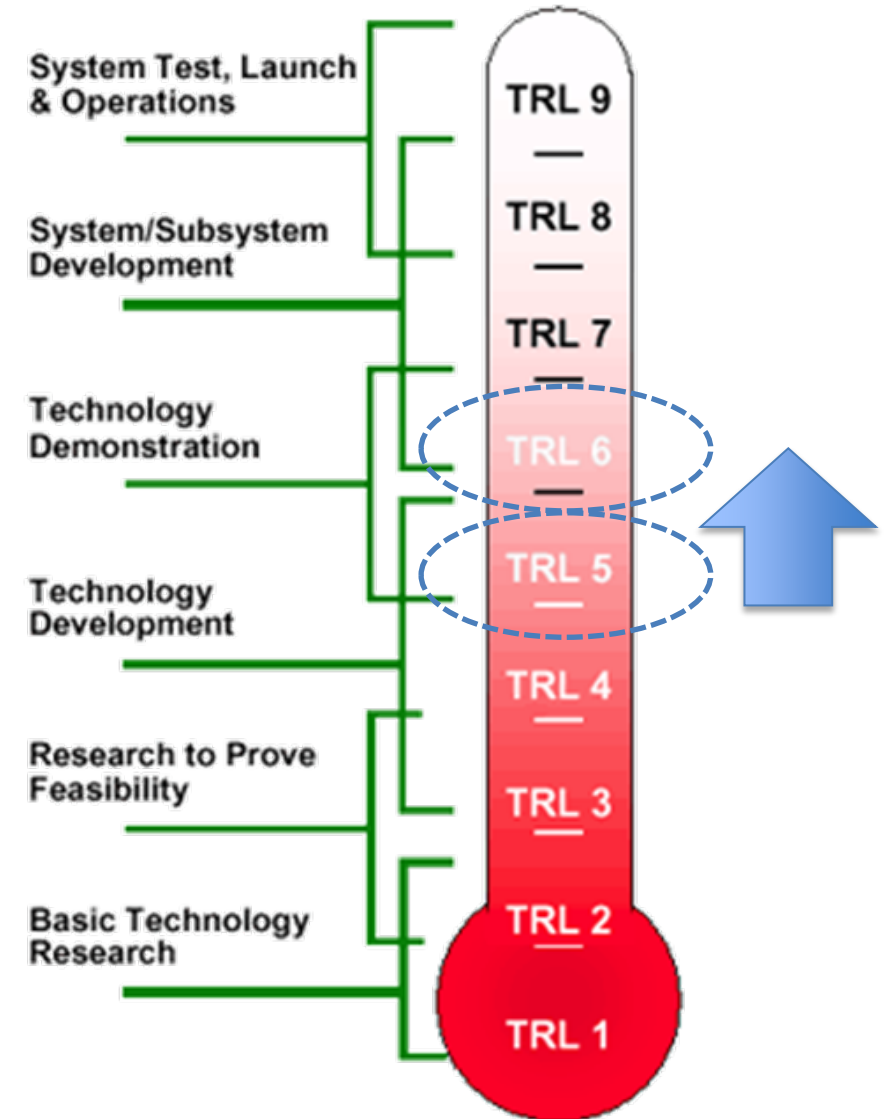 System Test, Launch
& Operations
System/Subsystem
Development
Technology
Demonstration
Technology
Development
Research to Prove
Feasibility
Basic Technology
Research
TRL 9
TRL 8
TRL 7
TRL 6
TRL 5
TRL 4
TRL 3
TRL 2
TRL 1